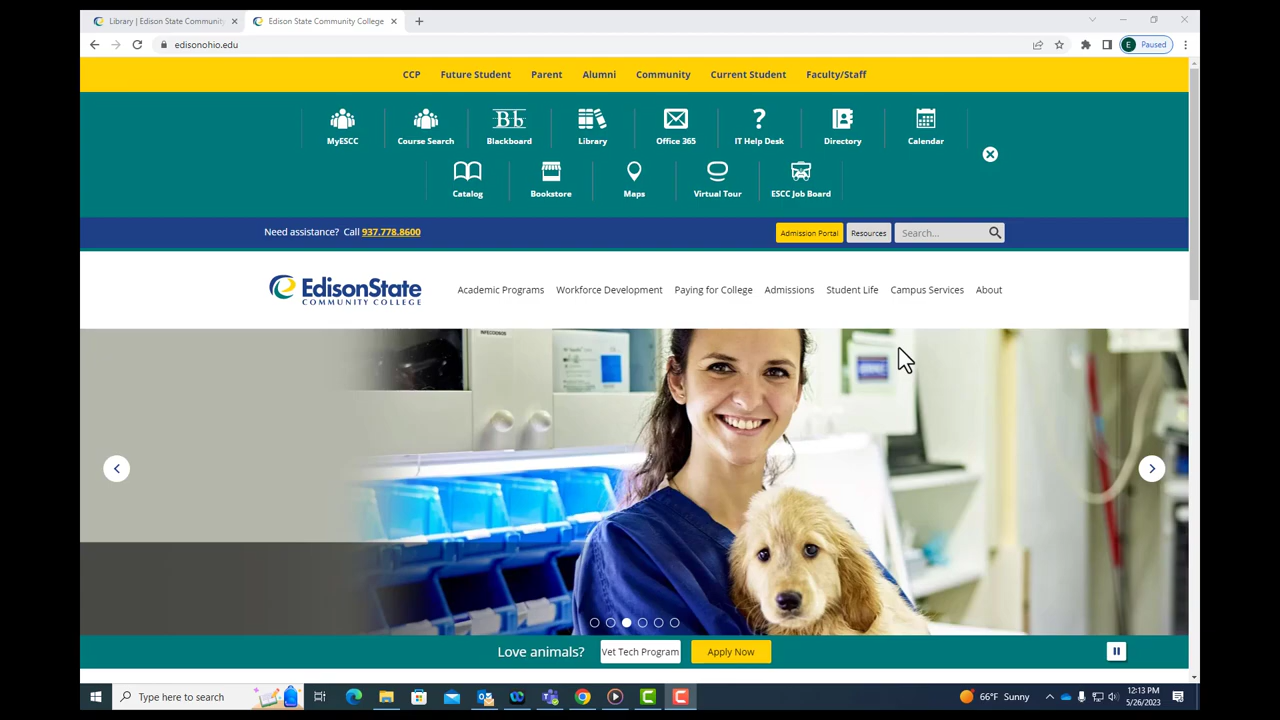 Library | Edison State Community
Edison State Community College
edisonohio.edu
E Paused
CCP Future Student Parent Alumni Community Current Student Faculty/Staff
Bb
MyESCC Course Search Blackboard Library Office 365 IT Help Desk Directory Calendar
Catalog Bookstore Maps Virtual Tour ESCC Job Board
Need assistance? Call 937.778.8600
Admission Portal Resources Search...
EdisonState
COMMUNITY COLLEGE
Academic Programs Workforce Development Paying for College Admissions Student Life Campus Services About
Love animals? Vet Tech Program Apply Now
Type here to search
66°F Sunny
12:13 PM
5/26/2023